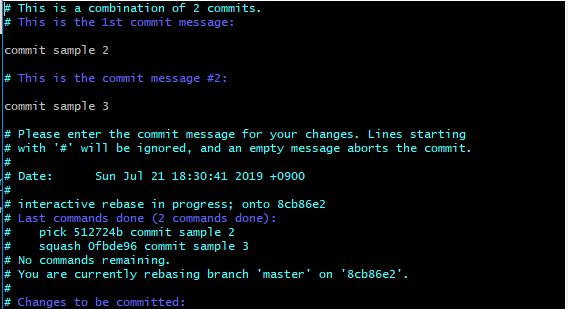 # This is a combination of 2 commits.
# This is the 1st commit message:
commit sample 2
# This is the commit message #2:
commit sample 3
# Please enter the commit message for your changes. Lines starting
# with '#' will be ignored, and an empty message aborts the commit.
#
# Date:      Sun Jul 21 18:30:41 2019 +0900
#
# interactive rebase in progress; onto 8cb86e2
# Last commands done (2 commands done):
#    pick 512724b commit sample 2
#    squash 0fbde96 commit sample 3
# No commands remaining.
# You are currently rebasing branch 'master' on '8cb86e2'.
#
# Changes to be committed: